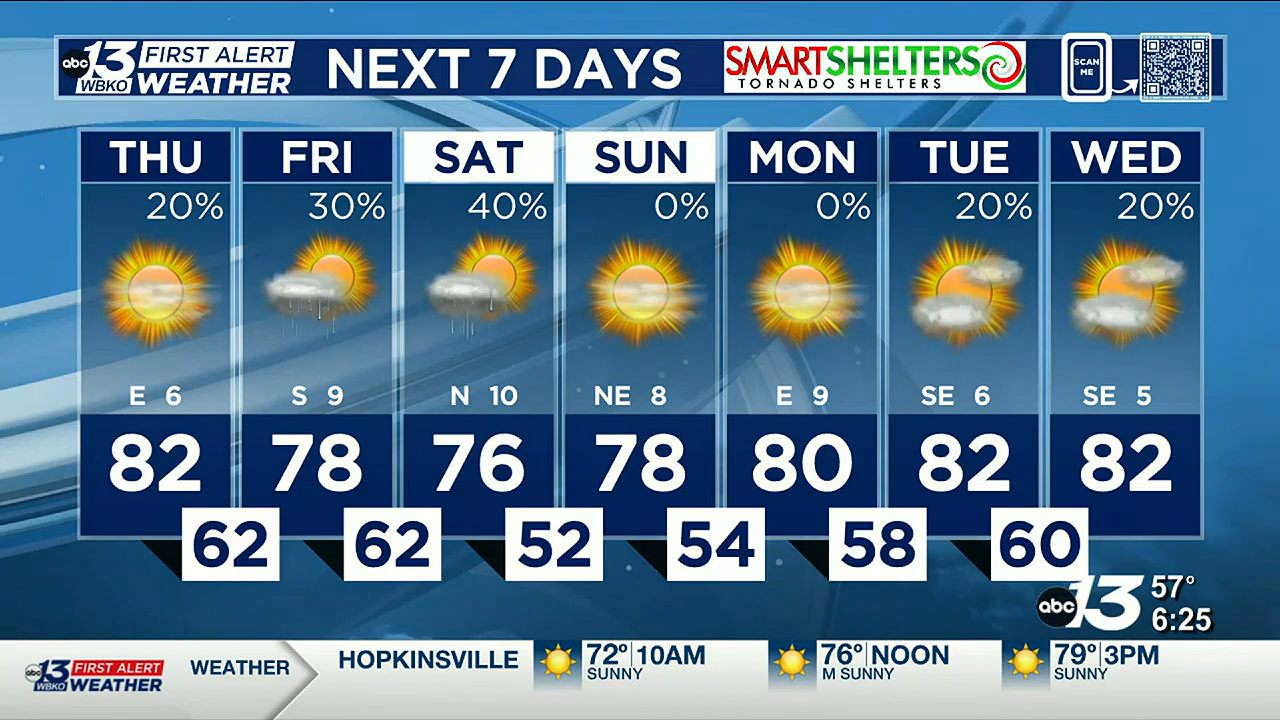 abc 13 WBKO FIRST ALERT WEATHER
NEXT 7 DAYS
SMARTSHELTERS
TORNADO SHELTERS
SCAN ME
THU FRI SAT SUN MON TUE WED
20% 30% 40% 0% 0% 20% 20%
E 6 S 9 N 10 NE 8 E 9 SE 6 SE 5
82 78 76 78 80 82 82
62 62 52 54 58 60
abc 13 57°
6:25
abc 13 WBKO FIRST ALERT WEATHER
WEATHER
HOPKINSVILLE
72° 10AM
SUNNY
76° NOON
M SUNNY
79° 3PM
SUNNY